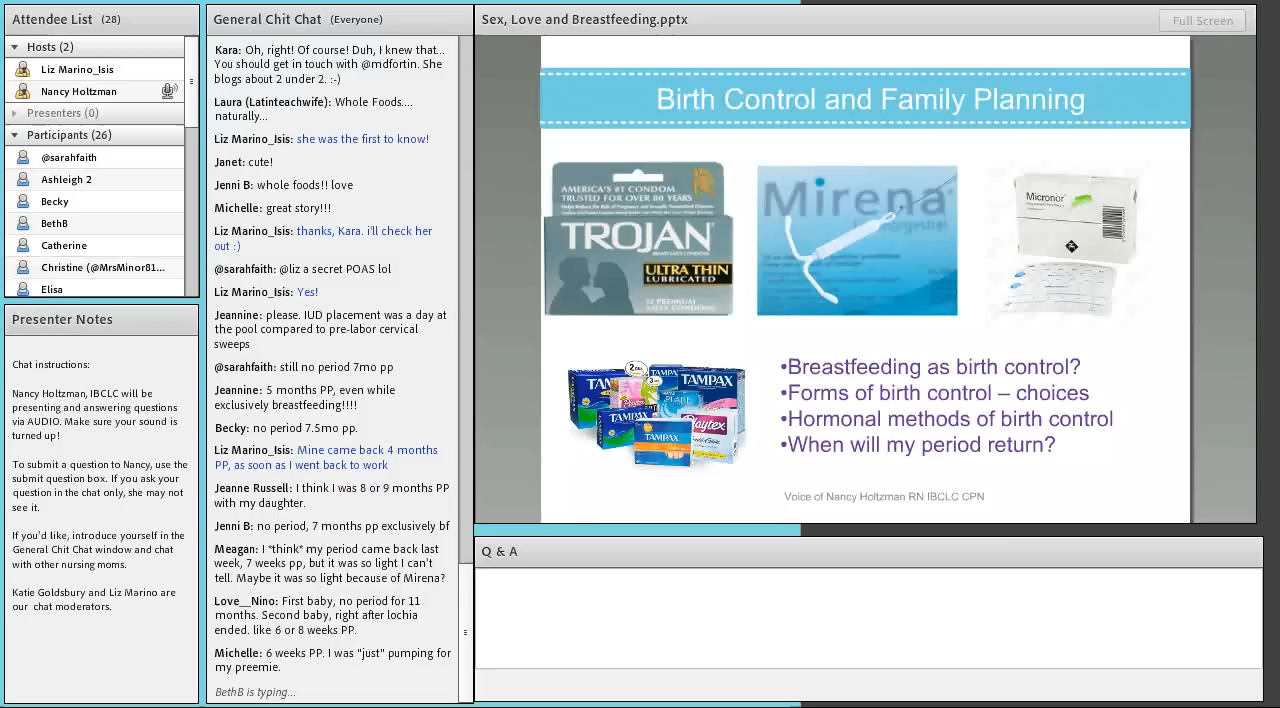 Attendee List (28)
Hosts (2)
Liz Marino_Isis
Nancy Holtzman
Presenters (0)
Participants (26)
@sarahfaith
Ashleigh 2
Becky
BethB
Catherine
Christine (@MrsMinor81...
Elisa
Presenter Notes
Chat instructions:
Nancy Holtzman, IBCLC will be
presenting and answering questions
via AUDIO. Make sure your sound is
turned up!
To submit a question to Nancy, use the
submit question box. If you ask your
question in the chat only, she may not
see it.
If you'd like, introduce yourself in the
General Chit Chat window and chat
with other nursing moms.
Katie Goldsbury and Liz Marino are
our chat moderators.
General Chit Chat (Everyone)
Kara: Oh, right! Of course! Duh, I knew that...
You should get in touch with @mdfortin. She
blogs about 2 under 2. :-)
Laura (Latinteachwife): Whole Foods....
naturally...
Liz Marino_Isis: she was the first to know!
Janet: cute!
Jenni B: whole foods!! love
Michelle: great story!!!
Liz Marino_Isis: thanks, Kara. i'll check her
out :)
@sarahfaith: @liz a secret POAS lol
Liz Marino_Isis: Yes!
Jeannine: please. IUD placement was a day at
the pool compared to pre-labor cervical
sweeps
@sarahfaith: still no period 7mo pp
Jeannine: 5 months PP, even while
exclusively breastfeeding!!!!
Becky: no period 7.5mo pp.
Liz Marino_Isis: Mine came back 4 months
PP, as soon as I went back to work
Jeanne Russell: I think I was 8 or 9 months PP
with my daughter.
Jenni B: no period, 7 months pp exclusively bf
Meagan: I *think* my period came back last
week, 7 weeks pp, but it was so light I can't
tell. Maybe it was so light because of Mirena?
Love__Nino: First baby, no period for 11
months. Second baby, right after lochia
ended. like 6 or 8 weeks PP.
Michelle: 6 weeks PP. I was "just" pumping for
my preemie.
BethB is typing...
Sex, Love and Breastfeeding.pptx
Full Screen
Birth Control and Family Planning
AMERICA'S #1 CONDOM
TRUSTED FOR OVER 80 YEARS
TROJAN
ULTRA THIN
LUBRICATED
Mirena
Micronor
TAMPAX
TAMPAX
TAMPAX
PEARL
Playtex
TAMPAX
•Breastfeeding as birth control?
•Forms of birth control – choices
•Hormonal methods of birth control
•When will my period return?
Voice of Nancy Holtzman RN IBCLC CPN
Q & A